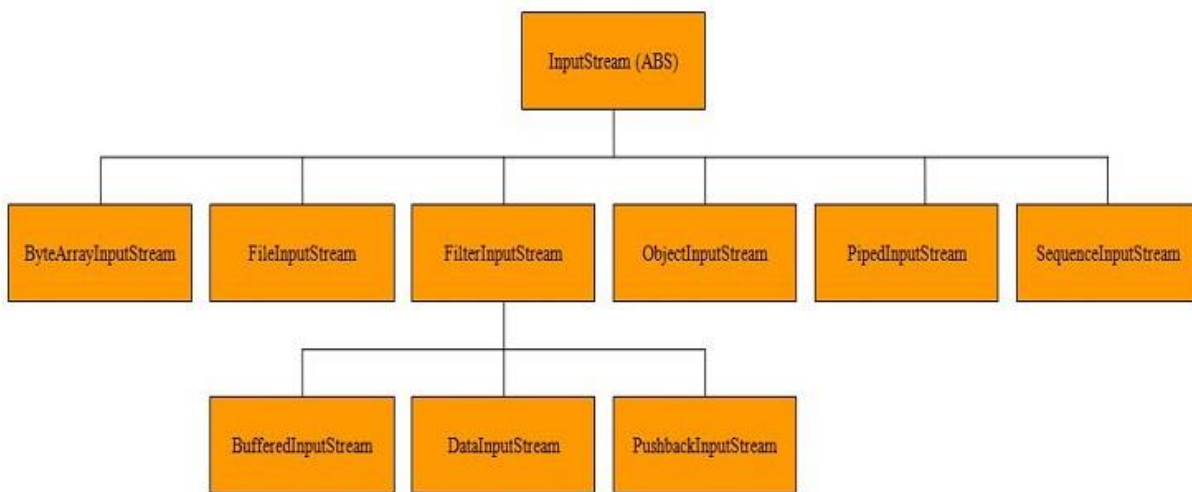 InputStream (ABS)
ByteArrayInputStream
FileInputStream
FilterInputStream
ObjectInputStream
PipedInputStream
SequenceInputStream
BufferedInputStream
DataInputStream
PushbackInputStream